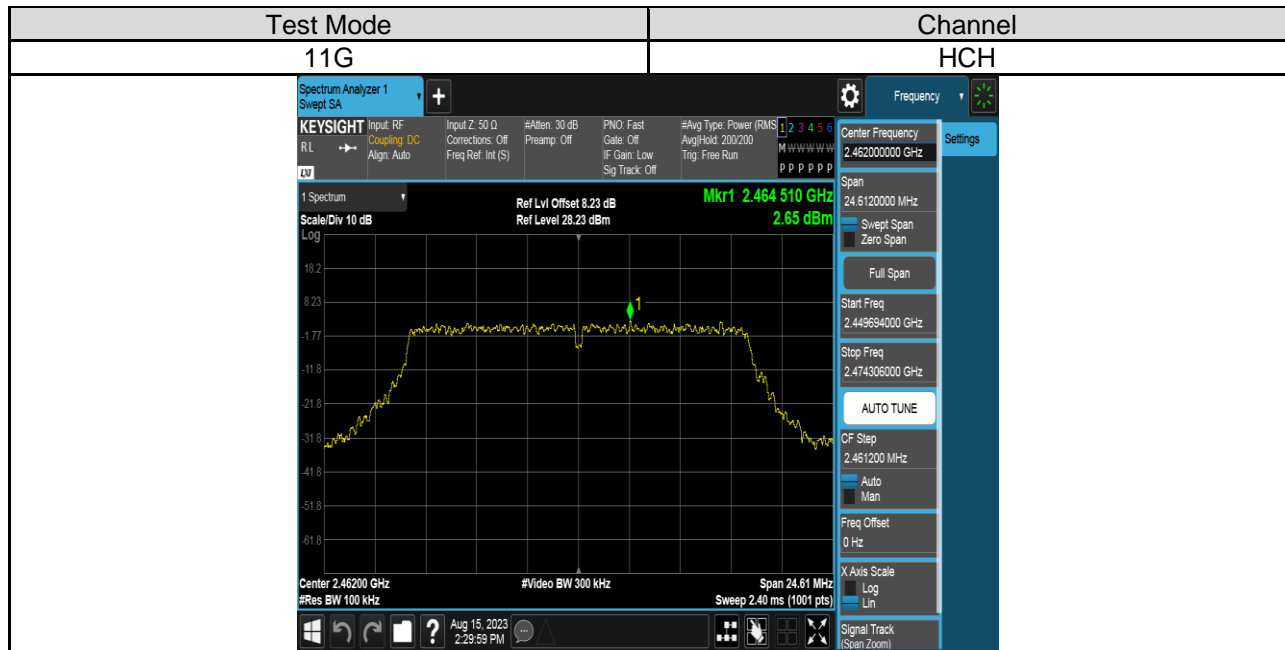 Test Mode
Channel
11G
HCH
Spectrum Analyzer 1
Swept SA
+
Frequency
KEYSIGHT
RL
LXI
Input: RF
Coupling: DC
Align: Auto
Input Z: 50 Ω
Corrections: Off
Freq Ref: Int (S)
#Atten: 30 dB
Preamp: Off
PNO: Fast
Gate: Off
IF Gain: Low
Sig Track: Off
#Avg Type: Power (RMS
Avg|Hold: 200/200
Trig: Free Run
1 2 3 4 5 6
M W W W W W
P P P P P P
1 Spectrum
Scale/Div 10 dB
Log
Ref Lvl Offset 8.23 dB
Ref Level 28.23 dBm
Mkr1 2.464 510 GHz
2.65 dBm
18.2
8.23
-1.77
-11.8
-21.8
-31.8
-41.8
-51.8
-61.8
1
Center 2.46200 GHz
#Res BW 100 kHz
#Video BW 300 kHz
Span 24.61 MHz
Sweep 2.40 ms (1001 pts)
?
Aug 15, 2023
2:29:59 PM
Center Frequency
2.462000000 GHz
Settings
Span
24.6120000 MHz
Swept Span
Zero Span
Full Span
Start Freq
2.449694000 GHz
Stop Freq
2.474306000 GHz
AUTO TUNE
CF Step
2.461200 MHz
Auto
Man
Freq Offset
0 Hz
X Axis Scale
Log
Lin
Signal Track
(Span Zoom)